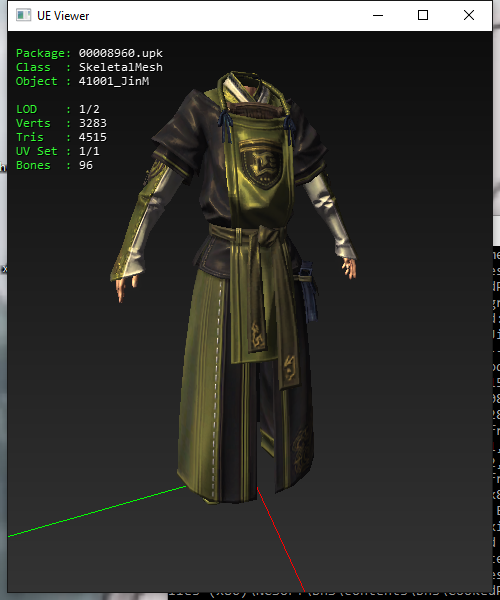 UE Viewer
Package: 00008960.upk
Class : SkeletalMesh
Object : 41001_JinM
LOD : 1/2
Verts : 3283
Tris : 4515
UV Set : 1/1
Bones : 96